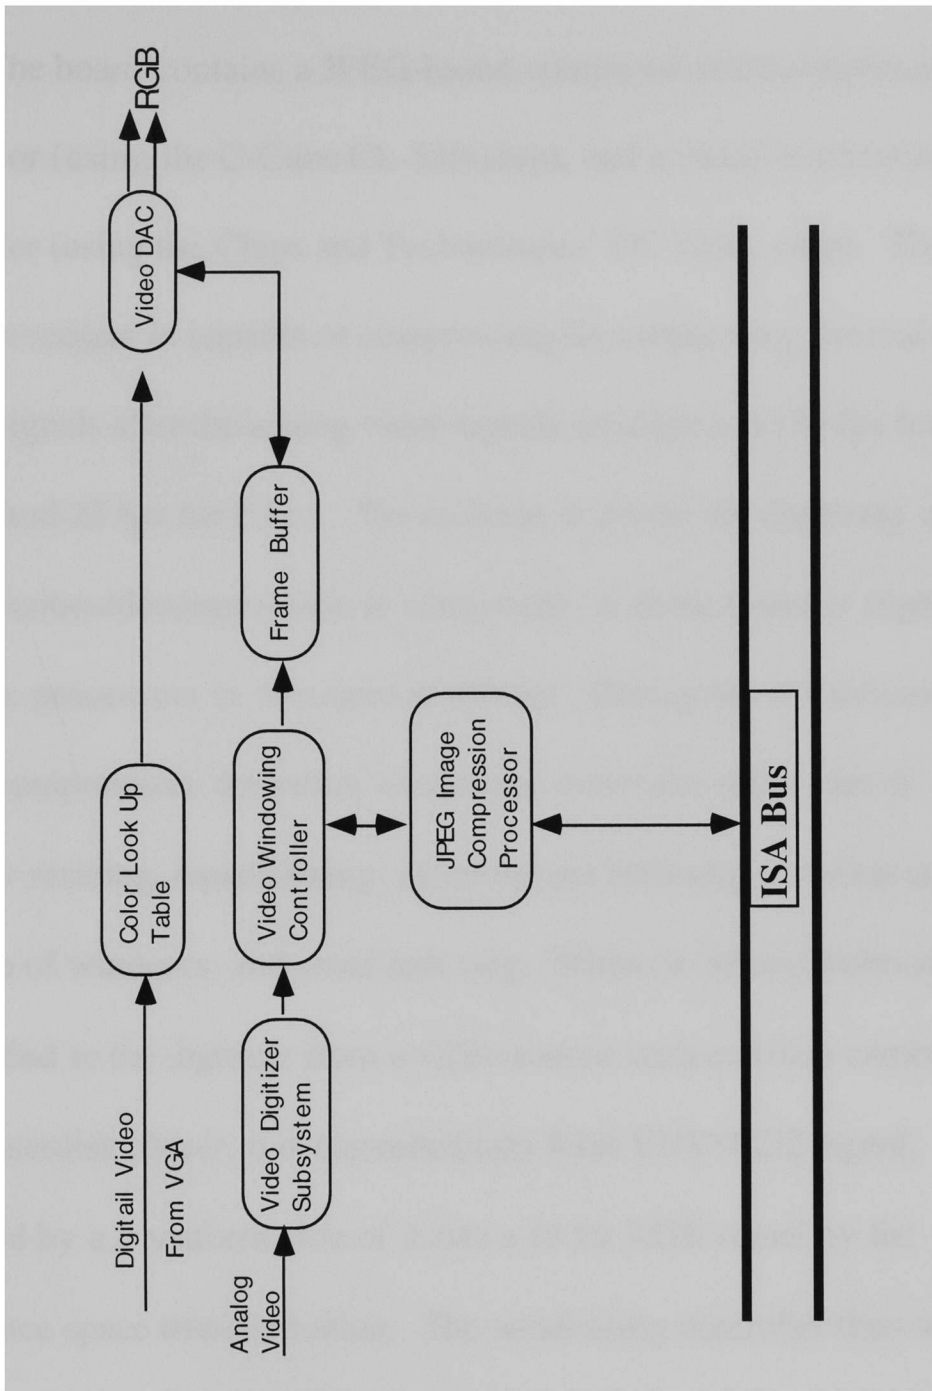 Digitail Video
From VGA
Color Look Up
Table
Video DAC
RGB
Analog
Video
Video Digitizer
Subsystem
Video Windowing
Controller
Frame Buffer
JPEG Image
Compression
Processor
ISA Bus